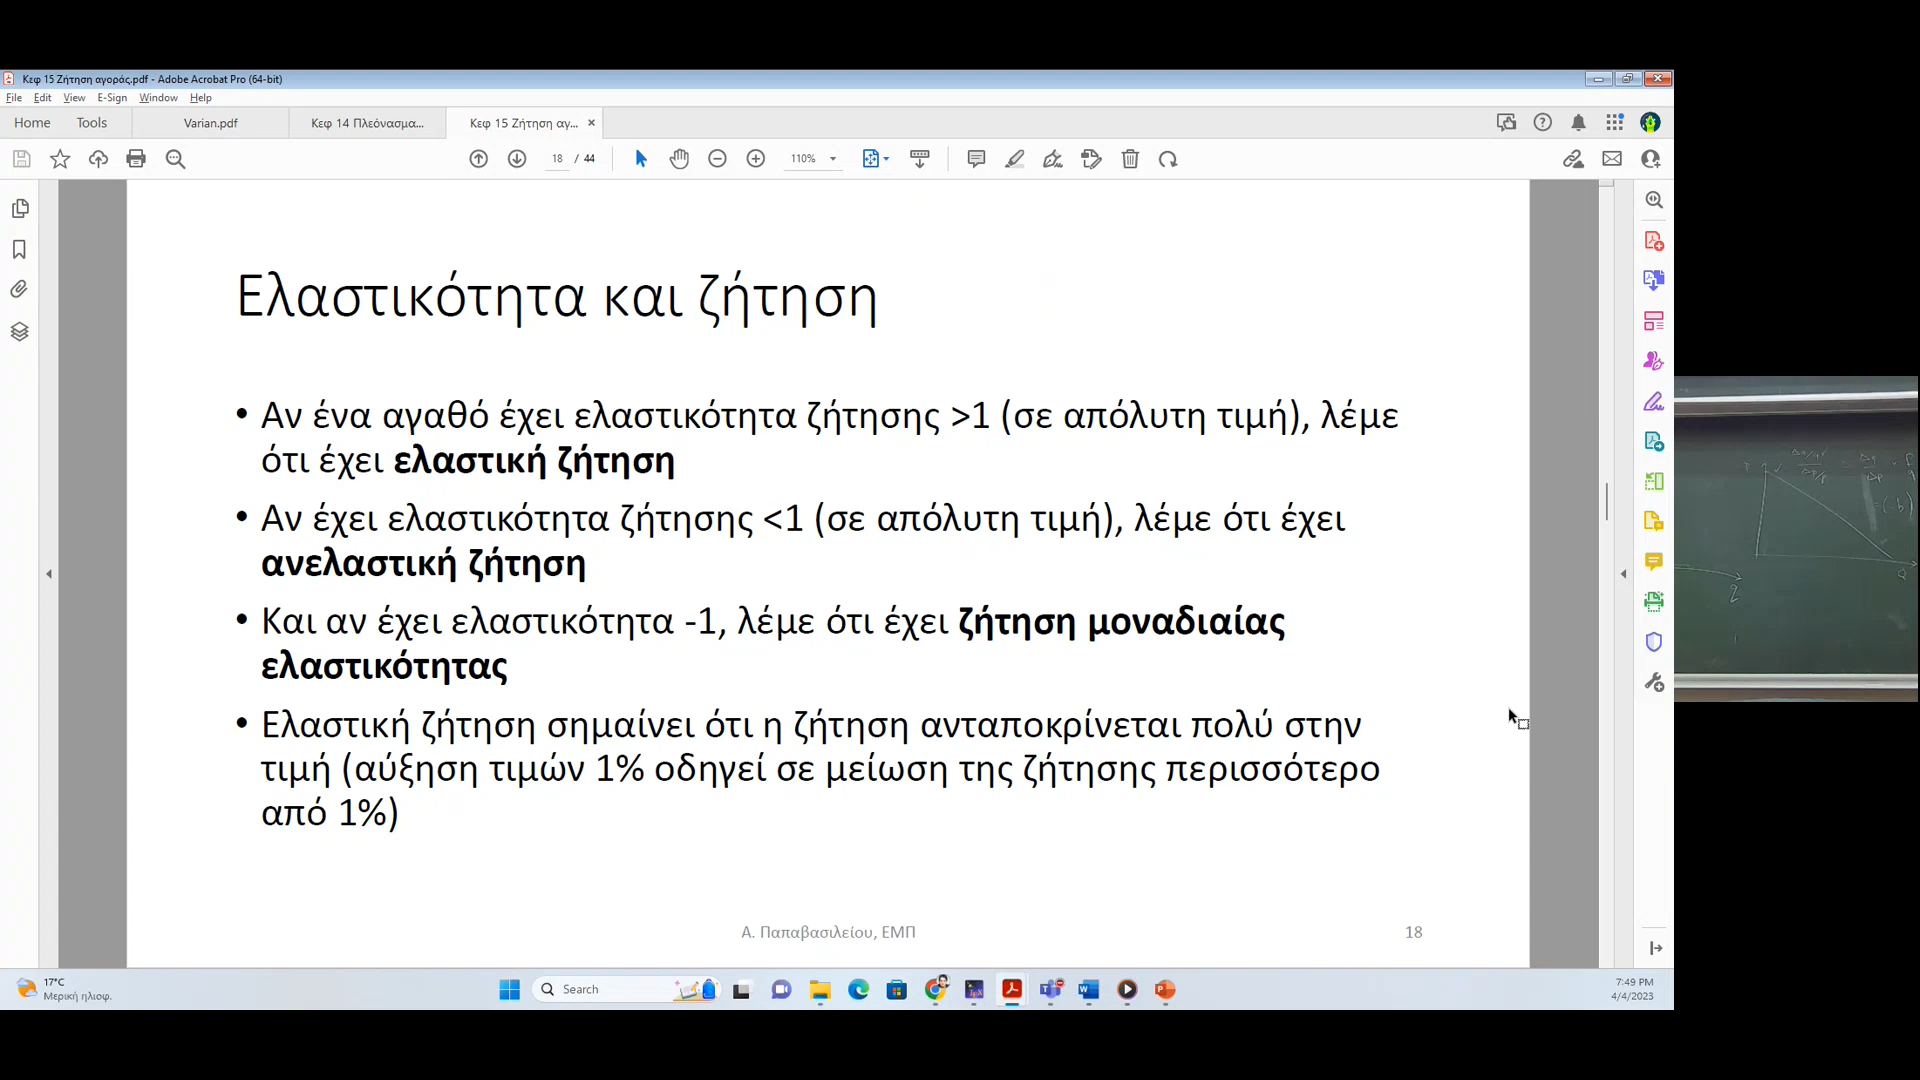 Κεφ 15 Ζήτηση αγοράς.pdf - Adobe Acrobat Pro (64-bit)
File Edit View E-Sign Window Help
Home Tools Varian.pdf Κεφ 14 Πλεόνασμα... Κεφ 15 Ζήτηση αγ...
18 / 44 110%
Ελαστικότητα και ζήτηση
• Αν ένα αγαθό έχει ελαστικότητα ζήτησης >1 (σε απόλυτη τιμή), λέμε
ότι έχει ελαστική ζήτηση
• Αν έχει ελαστικότητα ζήτησης <1 (σε απόλυτη τιμή), λέμε ότι έχει
ανελαστική ζήτηση
• Και αν έχει ελαστικότητα -1, λέμε ότι έχει ζήτηση μοναδιαίας
ελαστικότητας
• Ελαστική ζήτηση σημαίνει ότι η ζήτηση ανταποκρίνεται πολύ στην
τιμή (αύξηση τιμών 1% οδηγεί σε μείωση της ζήτησης περισσότερο
από 1%)
Α. Παπαβασιλείου, ΕΜΠ 18
17°C
Μερική ηλιοφ.
Search
7:49 PM
4/4/2023